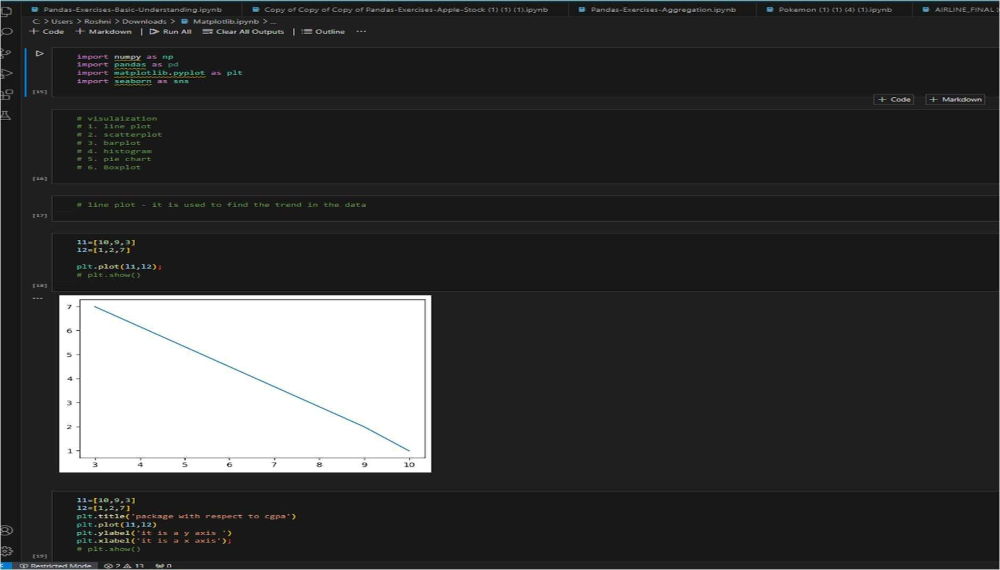 Pandas-Exercises-Basic-Understanding.ipynb Copy of Copy of Copy of Pandas-Exercises-Apple-Stock (1) (1) (1).ipynb Pandas-Exercises-Aggregation.ipynb Pokemon (1) (1) (4) (1).ipynb AIRLINE_FINAL
C: > Users > Roshni > Downloads > Matplotlib.ipynb > ...
+ Code + Markdown | Run All Clear All Outputs | Outline ...
import numpy as np
import pandas as pd
import matplotlib.pyplot as plt
import seaborn as sns
[15]
+ Code + Markdown
# visulaization
# 1. line plot
# 2. scatterplot
# 3. barplot
# 4. histogram
# 5. pie chart
# 6. Boxplot
[16]
# line plot - it is used to find the trend in the data
[17]
l1=[10,9,3]
l2=[1,2,7]
plt.plot(l1,l2);
# plt.show()
[18]
...
7
6
5
4
3
2
1
3 4 5 6 7 8 9 10
l1=[10,9,3]
l2=[1,2,7]
plt.title('package with respect to cgpa')
plt.plot(l1,l2)
plt.ylabel('it is a y axis ')
plt.xlabel('it is a x axis');
# plt.show()
[19]
Restricted Mode 2 13 0